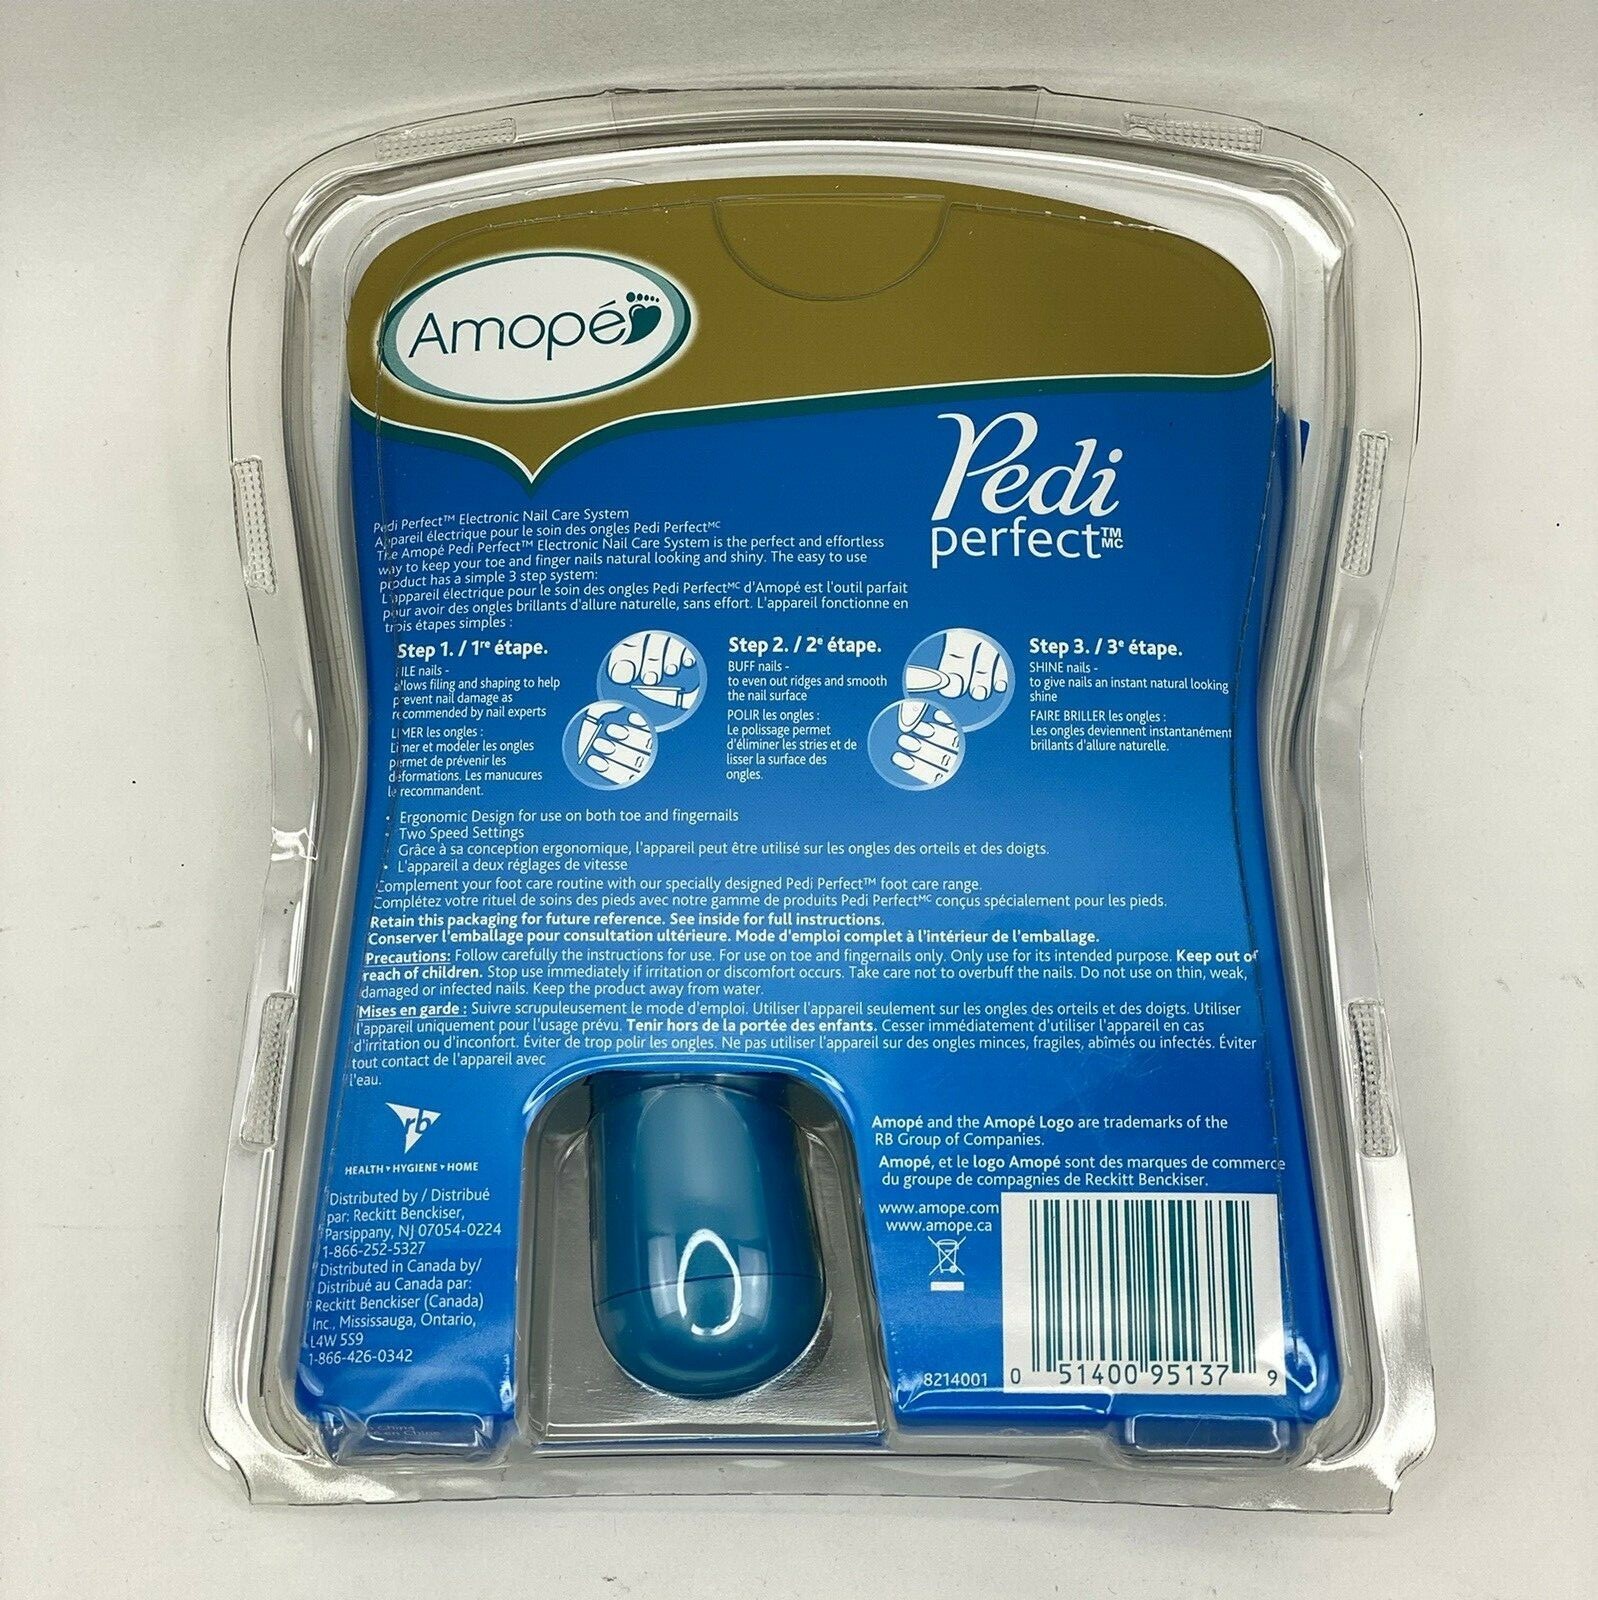 Amopé
Pedi
perfect™ MC
Pedi Perfect™ Electronic Nail Care System
Appareil électrique pour le soin des ongles Pedi Perfectᴹᶜ
The Amopé Pedi Perfect™ Electronic Nail Care System is the perfect and effortless
way to keep your toe and finger nails natural looking and shiny. The easy to use
product has a simple 3 step system:
L'appareil électrique pour le soin des ongles Pedi Perfectᴹᶜ d'Amopé est l'outil parfait
pour avoir des ongles brillants d'allure naturelle, sans effort. L'appareil fonctionne en
trois étapes simples :
Step 1. / 1ʳᵉ étape.
FILE nails -
allows filing and shaping to help
prevent nail damage as
recommended by nail experts
LIMER les ongles :
Limer et modeler les ongles
permet de prévenir les
déformations. Les manucures
le recommandent.
Step 2. / 2ᵉ étape.
BUFF nails -
to even out ridges and smooth
the nail surface
POLIR les ongles :
Le polissage permet
d'éliminer les stries et de
lisser la surface des
ongles.
Step 3. / 3ᵉ étape.
SHINE nails -
to give nails an instant natural looking
shine
FAIRE BRILLER les ongles :
Les ongles deviennent instantanément
brillants d'allure naturelle.
• Ergonomic Design for use on both toe and fingernails
• Two Speed Settings
• Grâce à sa conception ergonomique, l'appareil peut être utilisé sur les ongles des orteils et des doigts.
• L'appareil a deux réglages de vitesse
Complement your foot care routine with our specially designed Pedi Perfect™ foot care range.
Complétez votre rituel de soins des pieds avec notre gamme de produits Pedi Perfectᴹᶜ conçus spécialement pour les pieds.
Retain this packaging for future reference. See inside for full instructions.
Conserver l'emballage pour consultation ultérieure. Mode d'emploi complet à l'intérieur de l'emballage.
Precautions: Follow carefully the instructions for use. For use on toe and fingernails only. Only use for its intended purpose. Keep out of
reach of children. Stop use immediately if irritation or discomfort occurs. Take care not to overbuff the nails. Do not use on thin, weak,
damaged or infected nails. Keep the product away from water.
Mises en garde : Suivre scrupuleusement le mode d'emploi. Utiliser l'appareil seulement sur les ongles des orteils et des doigts. Utiliser
l'appareil uniquement pour l'usage prévu. Tenir hors de la portée des enfants. Cesser immédiatement d'utiliser l'appareil en cas
d'irritation ou d'inconfort. Éviter de trop polir les ongles. Ne pas utiliser l'appareil sur des ongles minces, fragiles, abîmés ou infectés. Éviter
tout contact de l'appareil avec
l'eau.
rb
HEALTH • HYGIENE • HOME
Distributed by / Distribué
par: Reckitt Benckiser,
Parsippany, NJ 07054-0224
1-866-252-5327
Distributed in Canada by/
Distribué au Canada par:
Reckitt Benckiser (Canada)
Inc., Mississauga, Ontario,
L4W 5S9
1-866-426-0342
Amopé and the Amopé Logo are trademarks of the
RB Group of Companies.
Amopé, et le logo Amopé sont des marques de commerce
du groupe de compagnies de Reckitt Benckiser.
www.amope.com
www.amope.ca
8214001
0 51400 95137 9